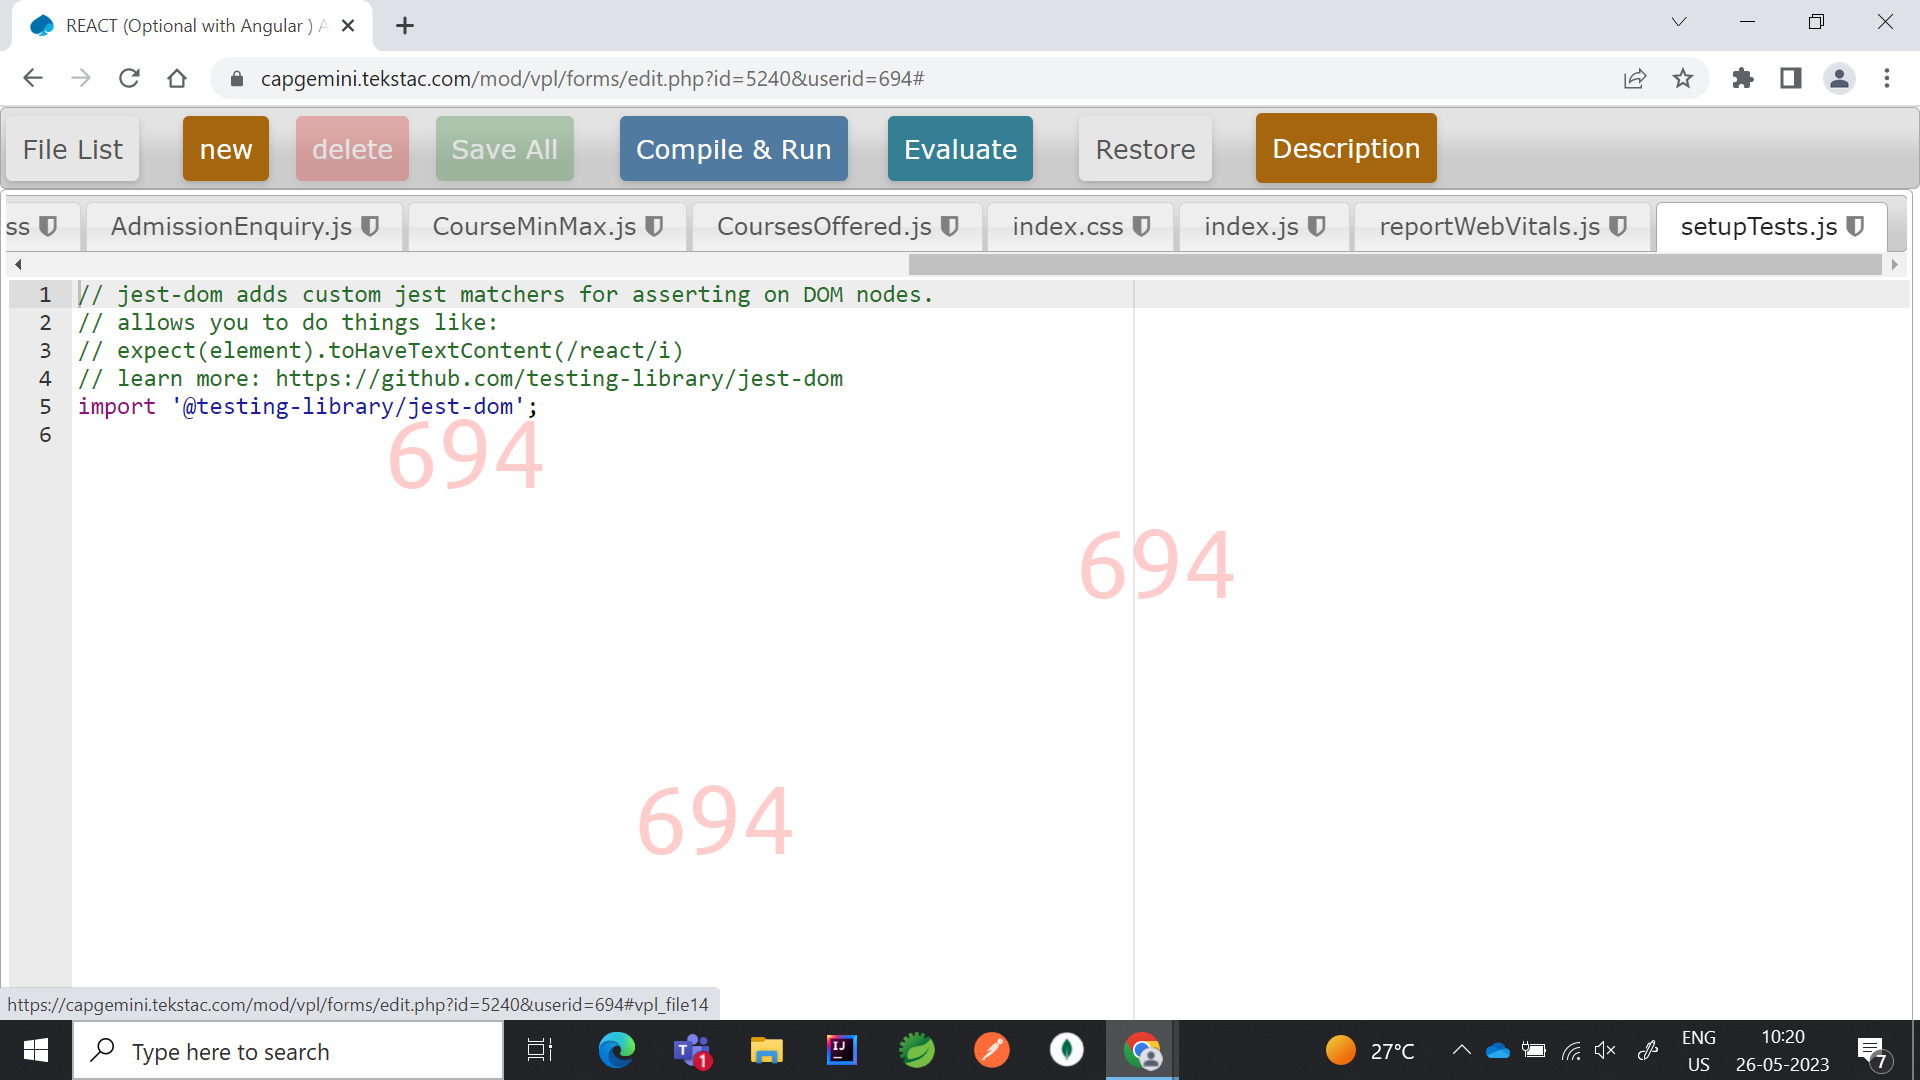 REACT (Optional with Angular ) A
capgemini.tekstac.com/mod/vpl/forms/edit.php?id=5240&userid=694#
File List new delete Save All Compile & Run Evaluate Restore Description
ss AdmissionEnquiry.js CourseMinMax.js CoursesOffered.js index.css index.js reportWebVitals.js setupTests.js
1 // jest-dom adds custom jest matchers for asserting on DOM nodes.
2 // allows you to do things like:
3 // expect(element).toHaveTextContent(/react/i)
4 // learn more: https://github.com/testing-library/jest-dom
5 import '@testing-library/jest-dom';
6
694
694
694
https://capgemini.tekstac.com/mod/vpl/forms/edit.php?id=5240&userid=694#vpl_file14
Type here to search
T 1
IJ
27°C
ENG
US
10:20
26-05-2023
7